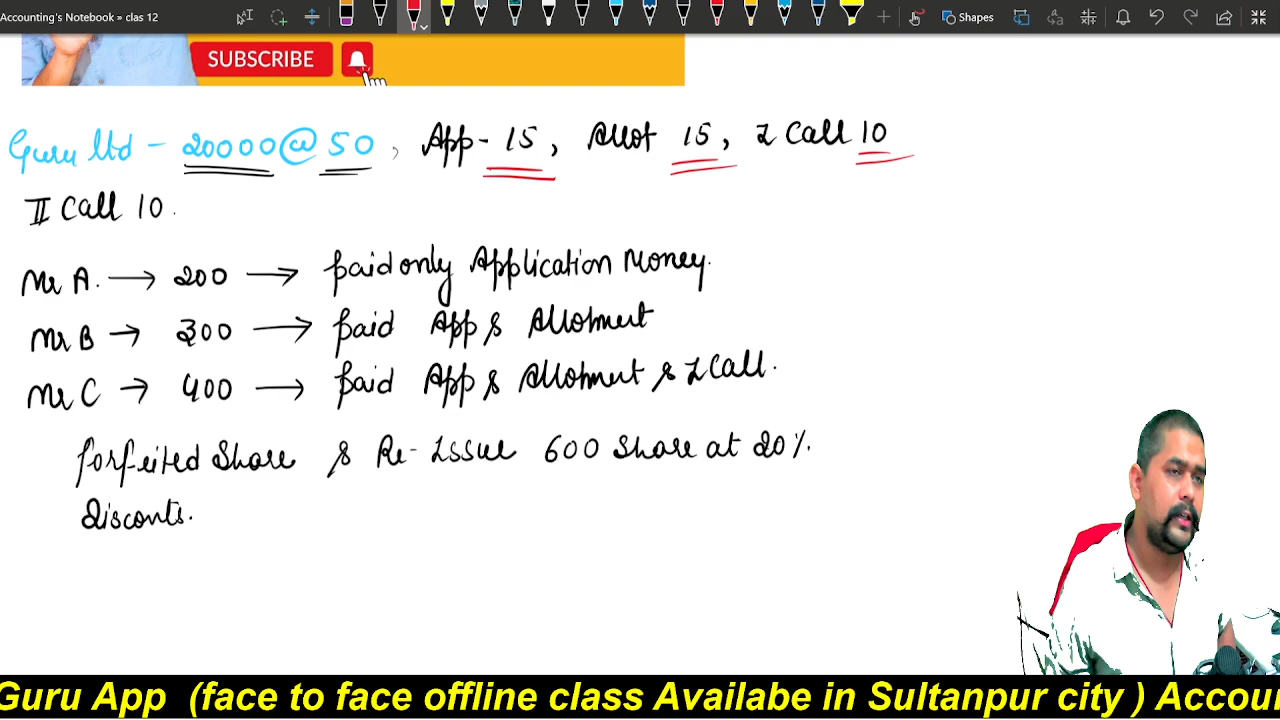 Accounting's Notebook » clas 12
Shapes
SUBSCRIBE
Guru ltd - 20000@50, App-15, Allot 15, I Call 10
II Call 10.
Mr A. → 200 → paid only Application Money.
Mr B → 300 → paid App & Allotment
Mr C → 400 → paid App & Allotment & I Call.
forfeited Share & Re-Issue 600 Share at 20%
Disconts.
Guru App (face to face offline class Availabe in Sultanpur city ) Accou